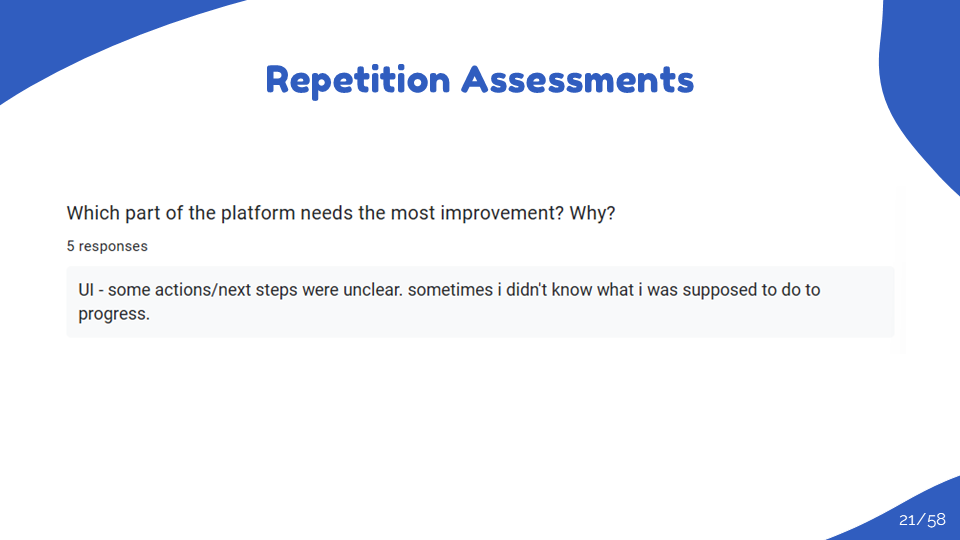 Repetition Assessments
Which part of the platform needs the most improvement? Why?
5 responses
UI - some actions/next steps were unclear. sometimes i didn't know what i was supposed to do to
progress.
21/58